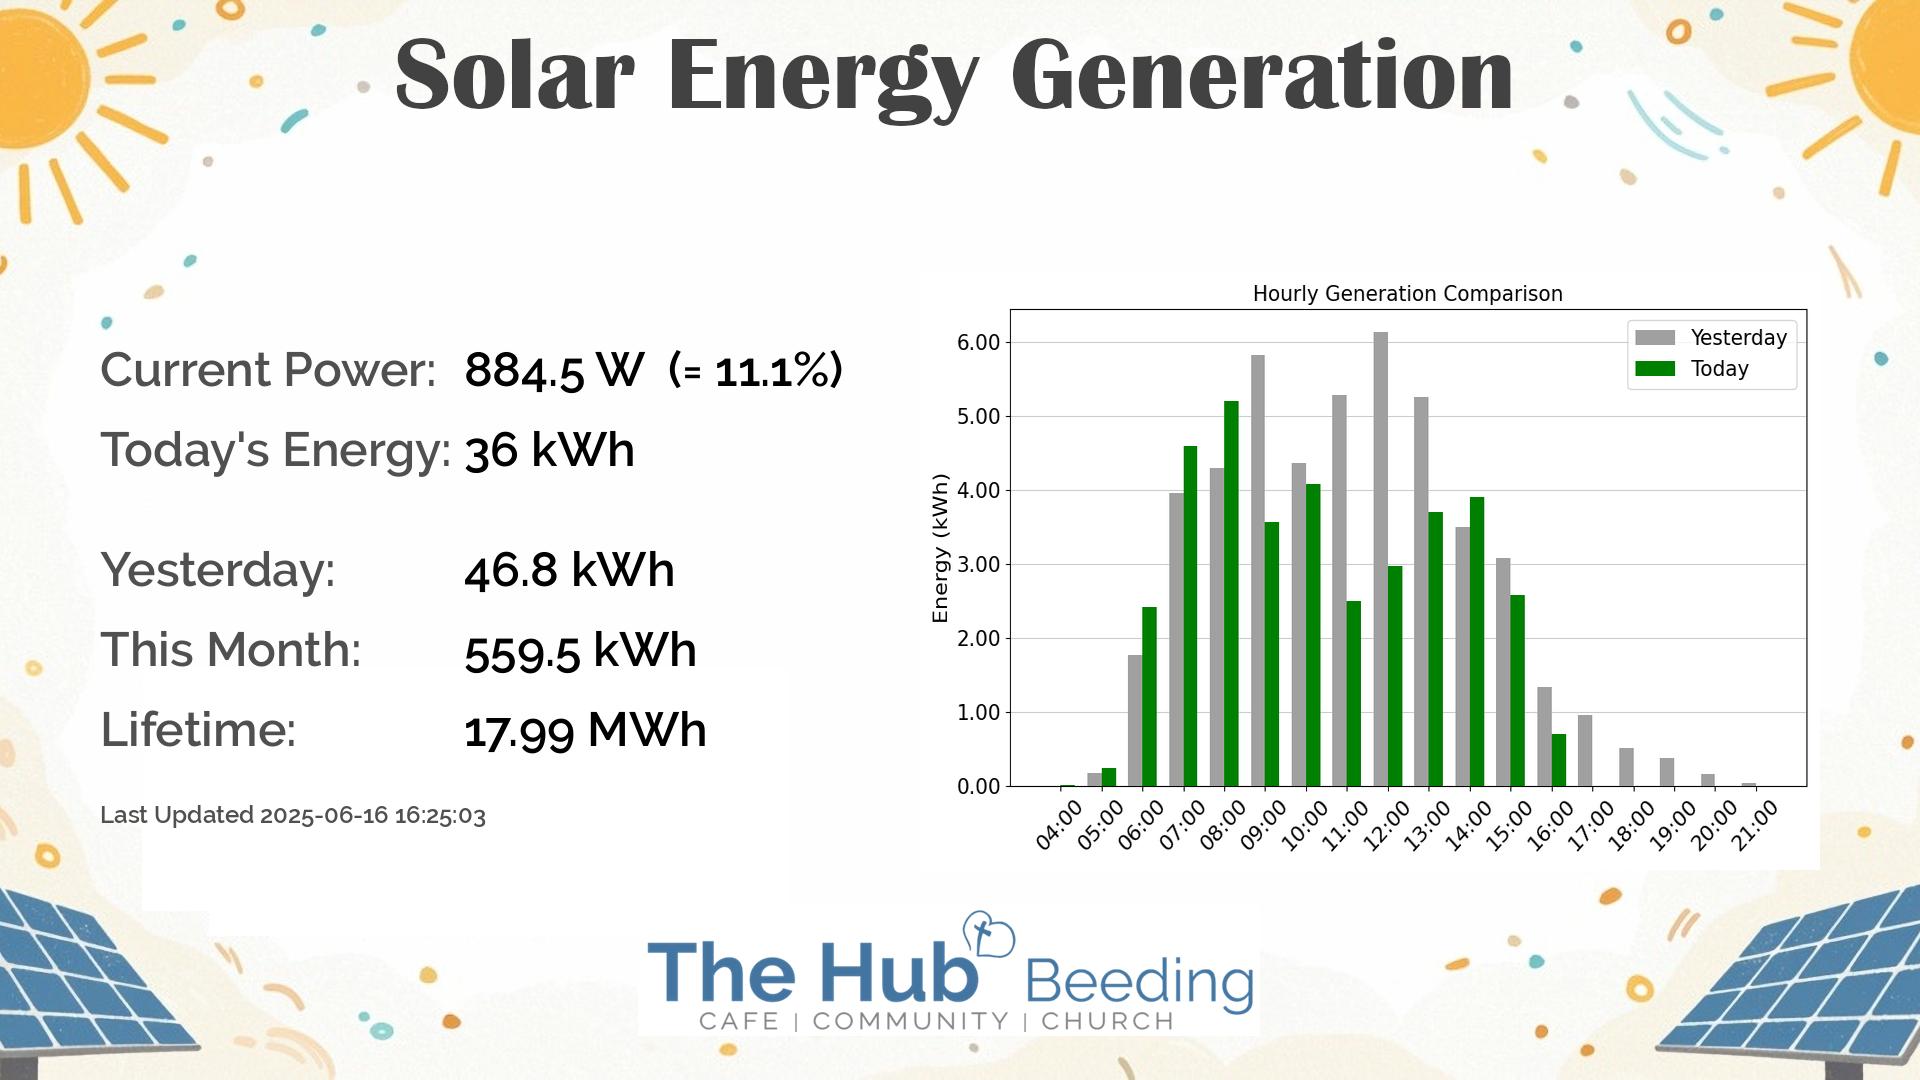 Solar Energy Generation
Current Power: 884.5 W (= 11.1%)
Today's Energy: 36 kWh
Yesterday: 46.8 kWh
This Month: 559.5 kWh
Lifetime: 17.99 MWh
Last Updated 2025-06-16 16:25:03
Hourly Generation Comparison
Yesterday
Today
Energy (kWh)
6.00
5.00
4.00
3.00
2.00
1.00
0.00
04:00 05:00 06:00 07:00 08:00 09:00 10:00 11:00 12:00 13:00 14:00 15:00 16:00 17:00 18:00 19:00 20:00 21:00
The Hub Beeding
CAFE | COMMUNITY | CHURCH